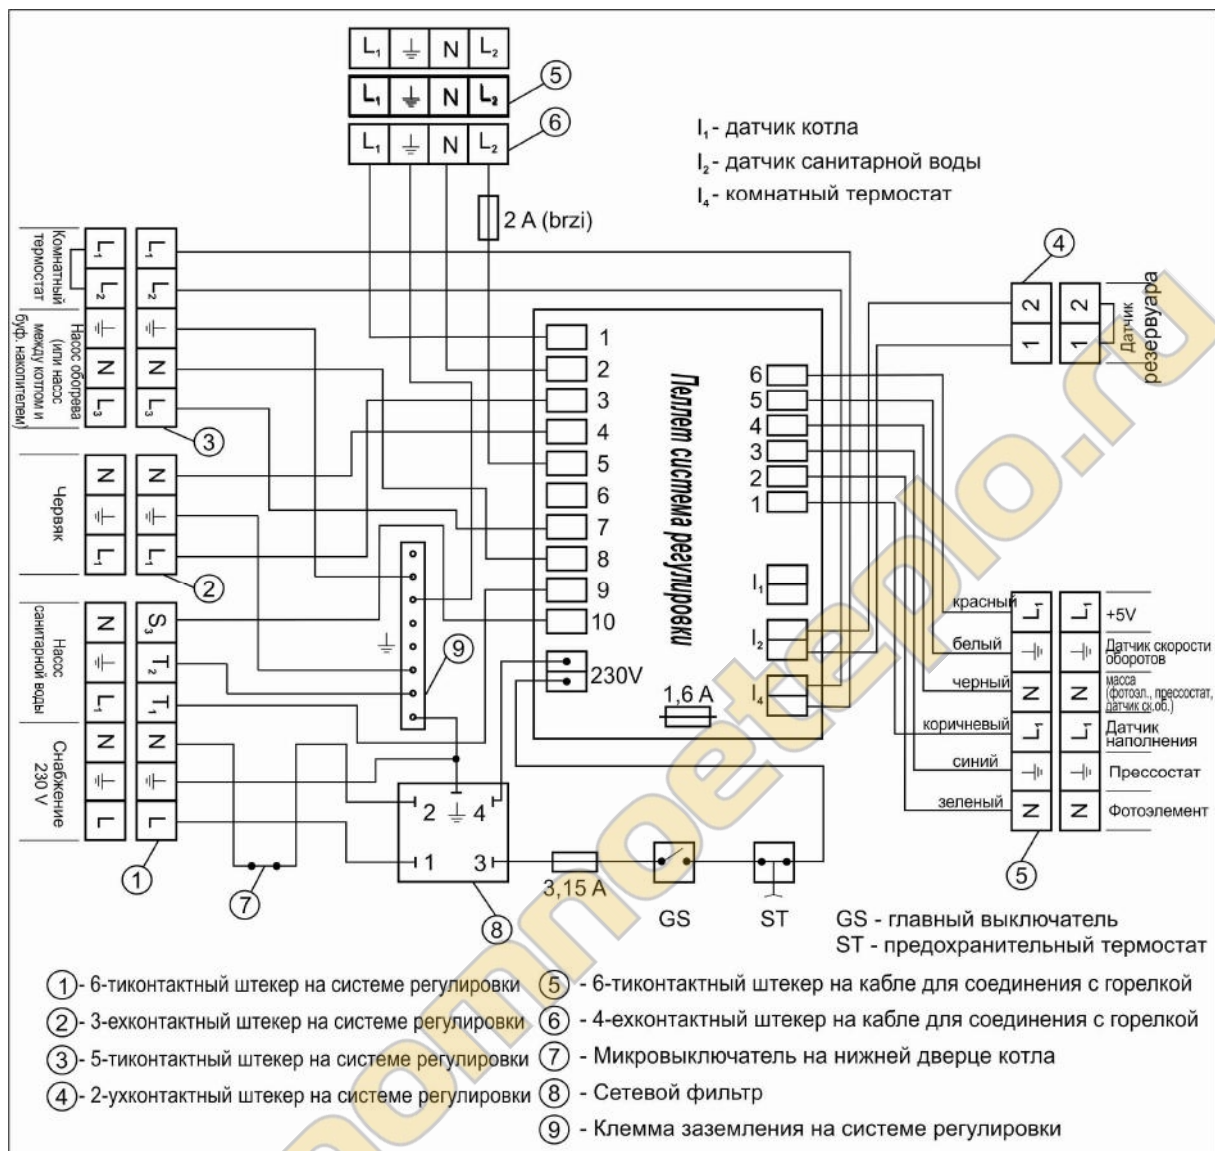 L₁ ⏚ N L₂
L₁ ⏚ N L₂
5
L₁ ⏚ N L₂
6
2 A (brzi)
I₁ - датчик котла
I₂ - датчик санитарной воды
I₄ - комнатный термостат
Комнатный
термостат
L₁ L₁
L₂ L₂
Насос обогрева
(или насос
между котлом и
буф. накопителем)
N N
L₃ L₃
3
Червяк
N N
L₁ L₁
2
Насос
санитарной воды
N S₃
T₂
L₁ T₁
Снабжение
230 V
N N
L L
1
7
9
1
2
3
4
5
6
7
8
9
10
230V
Пеллет система регулировки
6
5
4
3
2
1
I₁
I₂
I₄
1,6 A
4
2 2
1 1
Датчик
резервуара
красный L₁ L₁ +5V
белый Датчик скорости
оборотов
черный N N масса
(фотоэл., прессостат,
датчик ск.об.)
коричневый L₁ L₁ Датчик
наполнения
синий Прессостат
зеленый N N Фотоэлемент
5
2 4
1 3
8
3,15 A
GS
ST
GS - главный выключатель
ST - предохранительный термостат
1 - 6-тиконтактный штекер на системе регулировки
2 - 3-ехконтактный штекер на системе регулировки
3 - 5-тиконтактный штекер на системе регулировки
4 - 2-ухконтактный штекер на системе регулировки
5 - 6-тиконтактный штекер на кабле для соединения с горелкой
6 - 4-ехконтактный штекер на кабле для соединения с горелкой
7 - Микровыключатель на нижней дверце котла
8 - Сетевой фильтр
9 - Клемма заземления на системе регулировки
omnoeteplo.ru